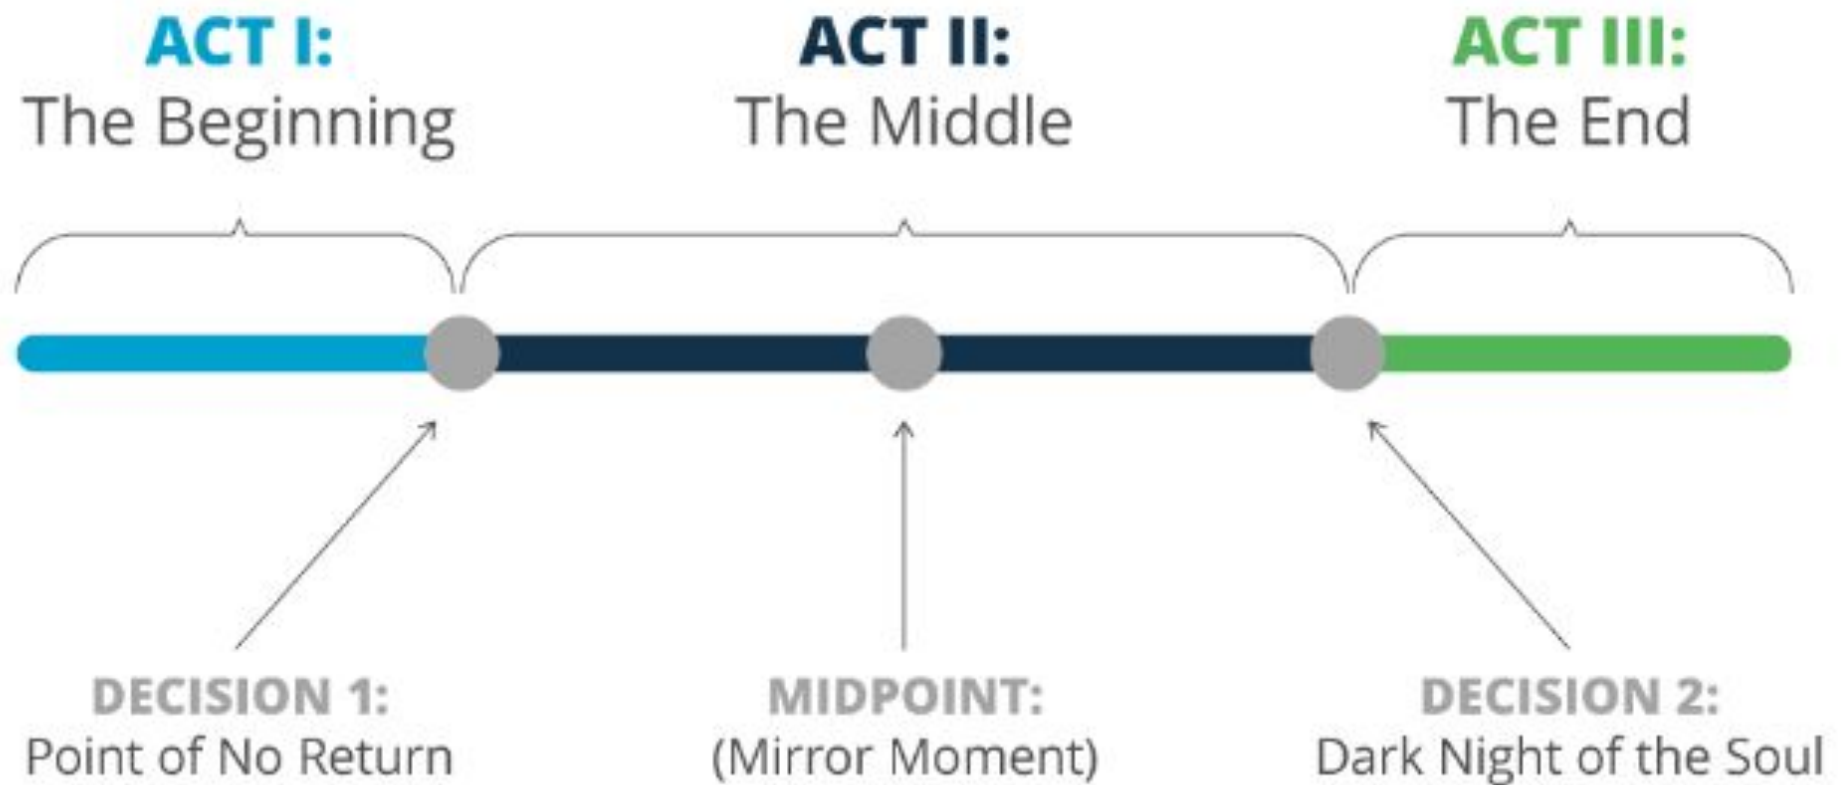 ACT I:
The Beginning
ACT II:
The Middle
ACT III:
The End
DECISION 1:
Point of No Return
MIDPOINT:
(Mirror Moment)
DECISION 2:
Dark Night of the Soul